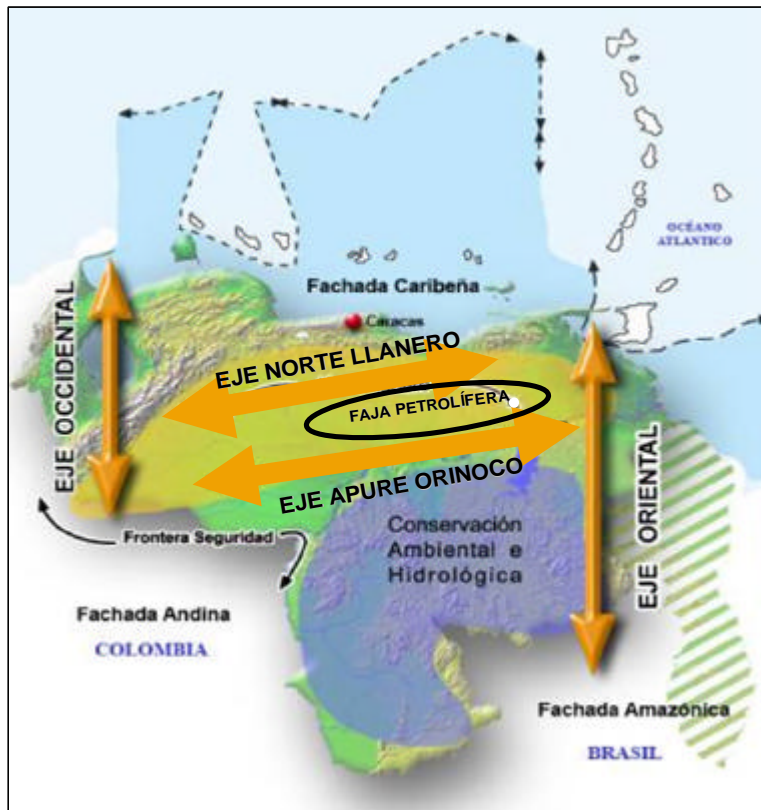 OCÉANO
ATLANTICO
Fachada Caribeña
Caracas
EJE NORTE LLANERO
EJE OCCIDENTAL
FAJA PETROLÍFERA
EJE APURE ORINOCO
Conservación
Ambiental e
Hidrológica
EJE ORIENTAL
Frontera Seguridad
Fachada Andina
COLOMBIA
Fachada Amazónica
BRASIL